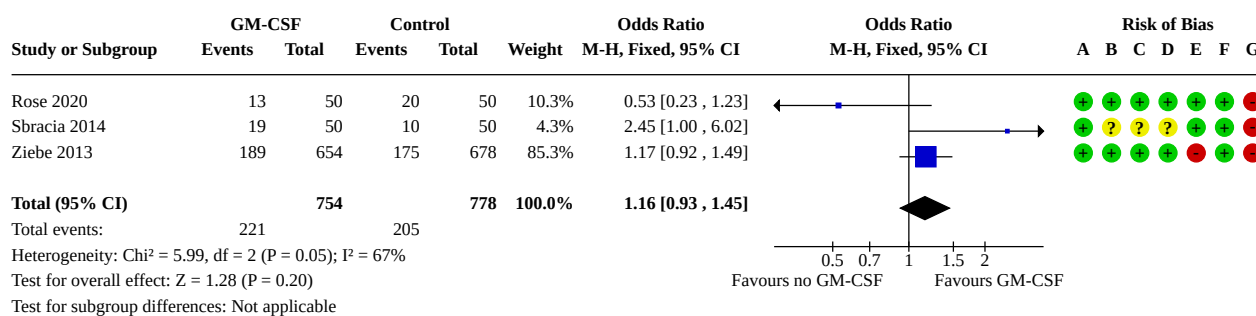 GM-CSF Control Odds Ratio Odds Ratio Risk of Bias
Study or Subgroup Events Total Events Total Weight M-H, Fixed, 95% CI M-H, Fixed, 95% CI A B C D E F G
Rose 2020 13 50 20 50 10.3% 0.53 [0.23 , 1.23] + + + + + + -
Sbracia 2014 19 50 10 50 4.3% 2.45 [1.00 , 6.02] + ? ? ? + + -
Ziebe 2013 189 654 175 678 85.3% 1.17 [0.92 , 1.49] + + + + - + -
Total (95% CI) 754 778 100.0% 1.16 [0.93 , 1.45]
Total events: 221 205
Heterogeneity: Chi² = 5.99, df = 2 (P = 0.05); I² = 67%
0.5 0.7 1 1.5 2
Test for overall effect: Z = 1.28 (P = 0.20) Favours no GM-CSF Favours GM-CSF
Test for subgroup differences: Not applicable